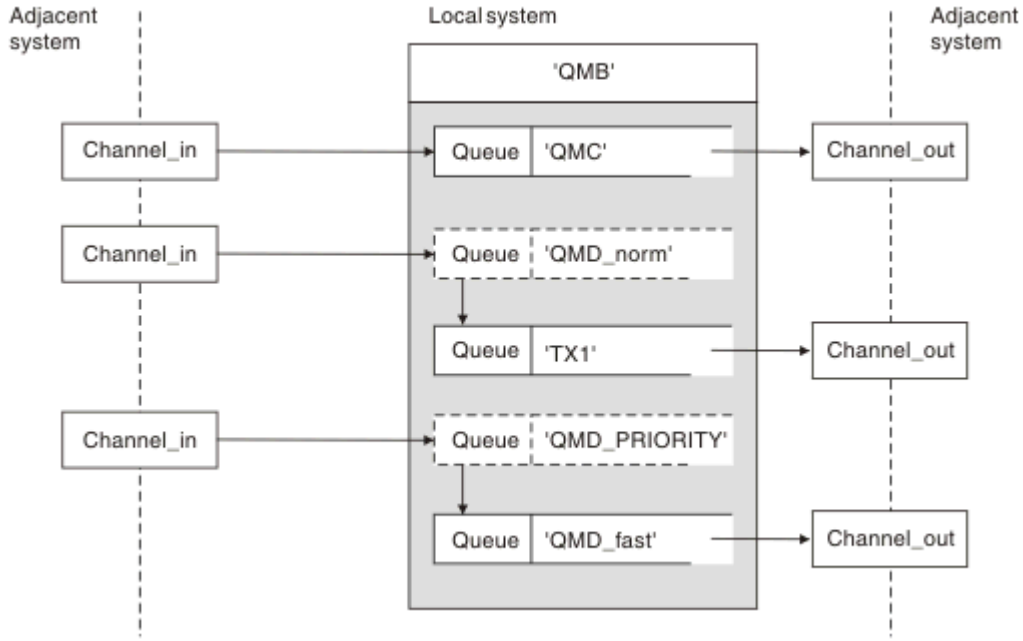 Adjacent
system
Local system
Adjacent
system
'QMB'
Channel_in
Queue 'QMC'
Channel_out
Channel_in
Queue 'QMD_norm'
Queue 'TX1'
Channel_out
Channel_in
Queue 'QMD_PRIORITY'
Queue 'QMD_fast'
Channel_out